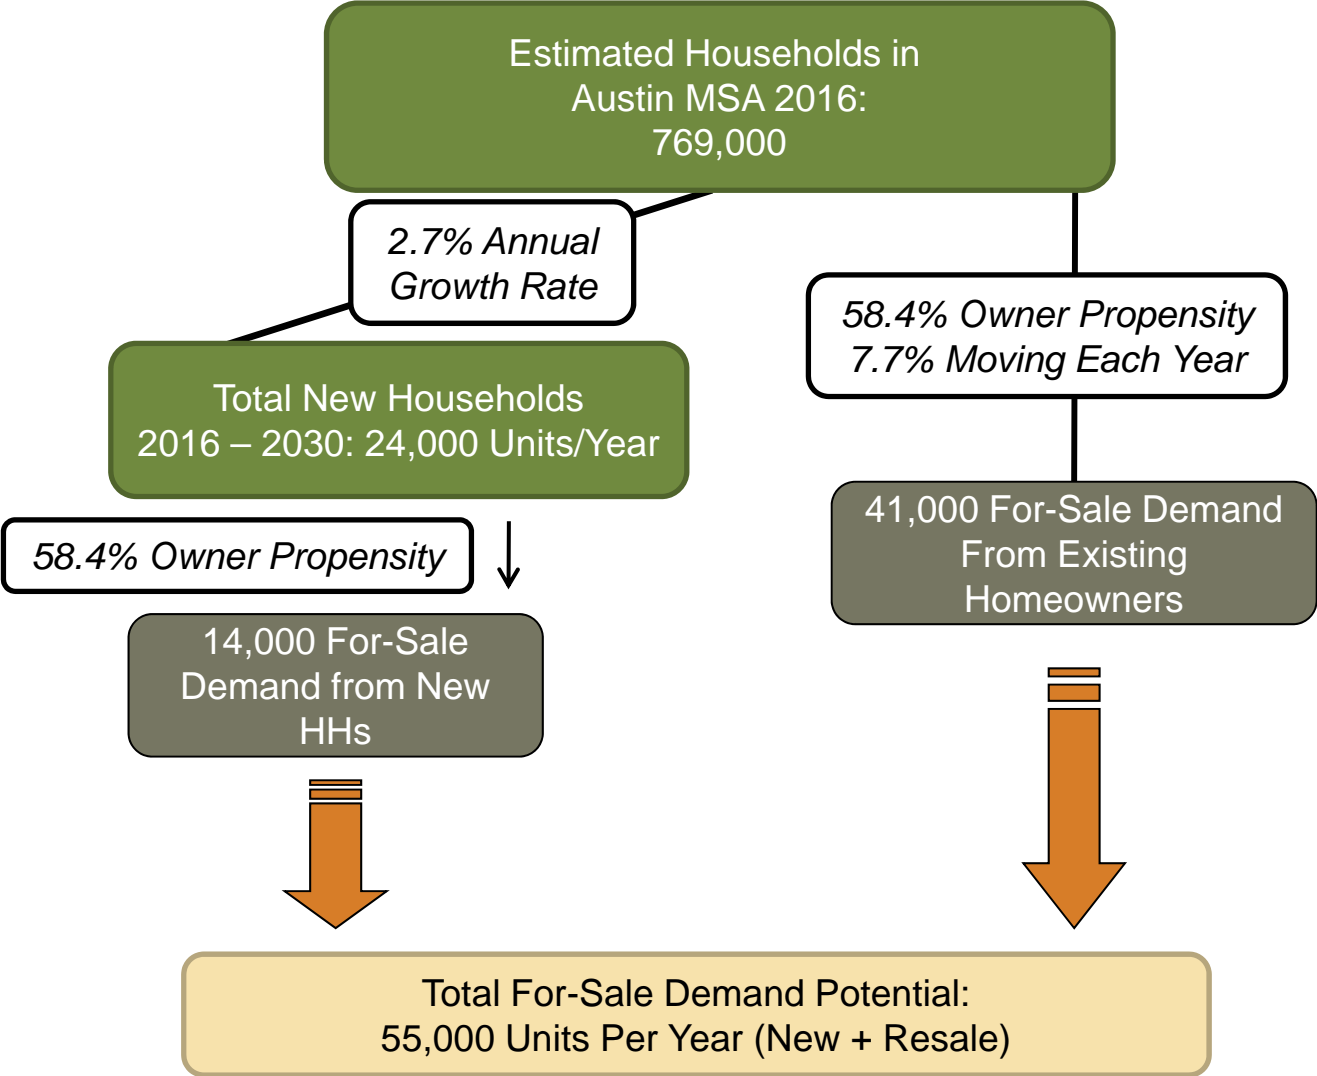 Estimated Households in
Austin MSA 2016:
769,000
2.7% Annual
Growth Rate
58.4% Owner Propensity
7.7% Moving Each Year
Total New Households
2016 – 2030: 24,000 Units/Year
58.4% Owner Propensity
41,000 For-Sale Demand
From Existing
Homeowners
14,000 For-Sale
Demand from New
HHs
Total For-Sale Demand Potential:
55,000 Units Per Year (New + Resale)